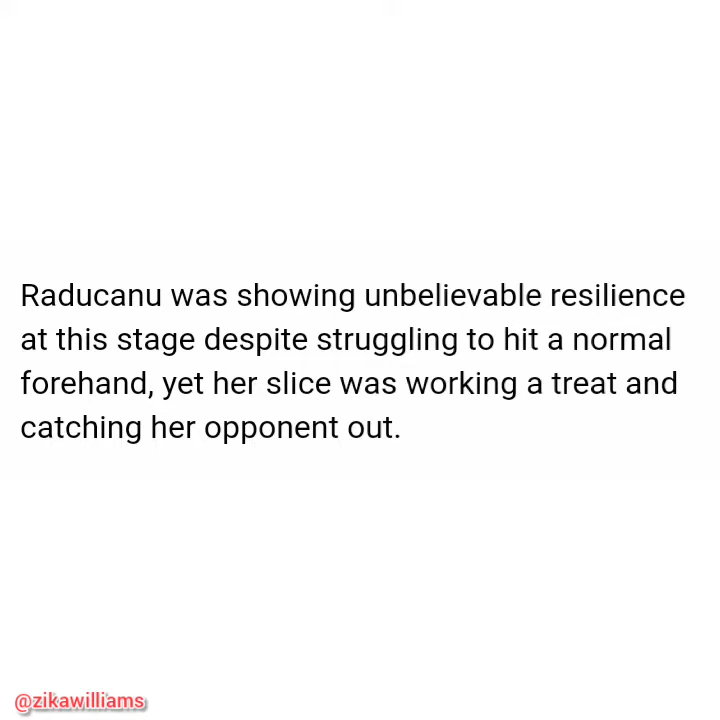 Raducanu was showing unbelievable resilience
at this stage despite struggling to hit a normal
forehand, yet her slice was working a treat and
catching her opponent out.
@zikawilliams